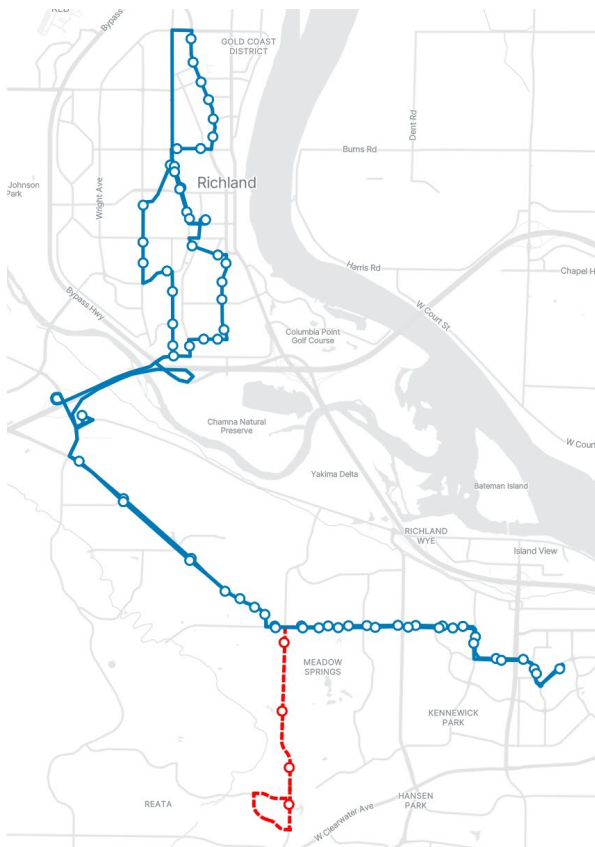 Bypass
GOLD COAST
DISTRICT
Dent Rd
Burns Rd
Johnson
Park
Wright Ave
Richland
Harris Rd
Chapel H
Bypass Hwy
W Court St
Columbia Point
Golf Course
Chamna Natural
Preserve
W Court
Yakima Delta
Bateman Island
RICHLAND
WYE
Island View
MEADOW
SPRINGS
KENNEWICK
PARK
REATA
HANSEN
PARK
W Clearwater Ave